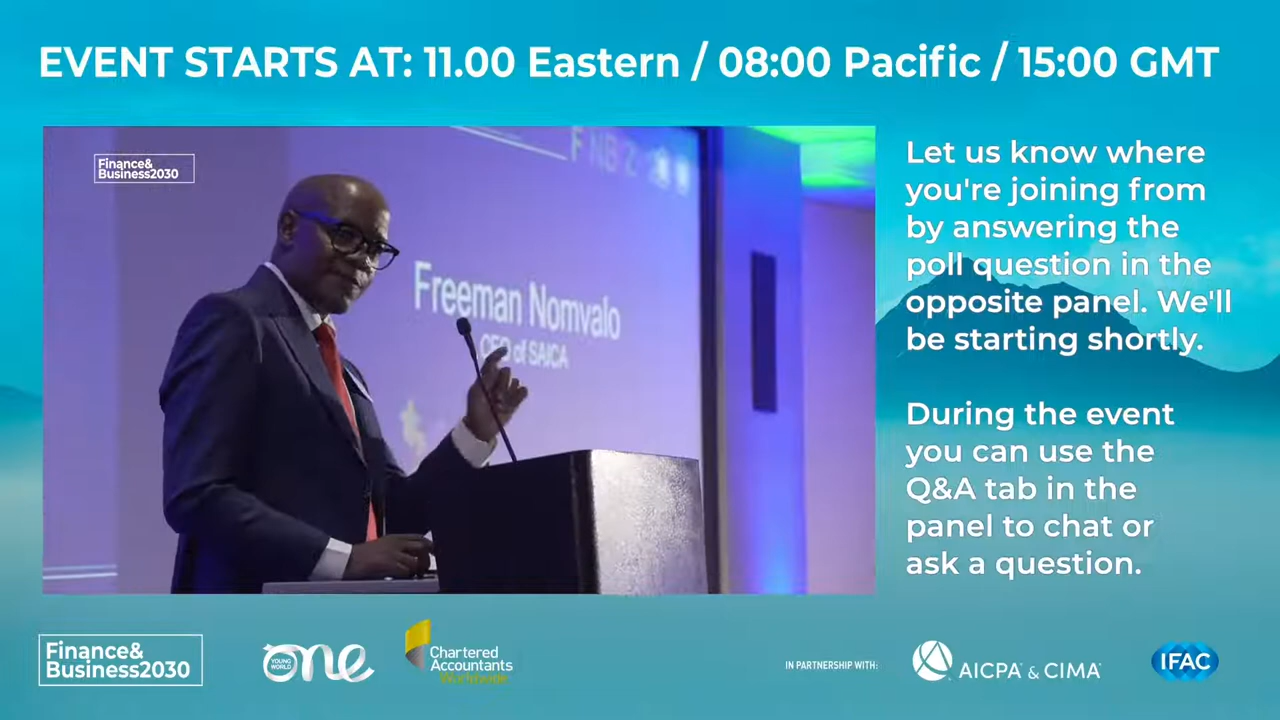 EVENT STARTS AT: 11.00 Eastern / 08:00 Pacific / 15:00 GMT
Finance&
Business2030
Freeman Nomvalo
CEO of SAICA
Let us know where
you're joining from
by answering the
poll question in the
opposite panel. We'll
be starting shortly.
During the event
you can use the
Q&A tab in the
panel to chat or
ask a question.
Finance&
Business2030
YOUNG
WORLD
one
Chartered
Accountants
Worldwide
IN PARTNERSHIP WITH:
AICPA & CIMA
IFAC